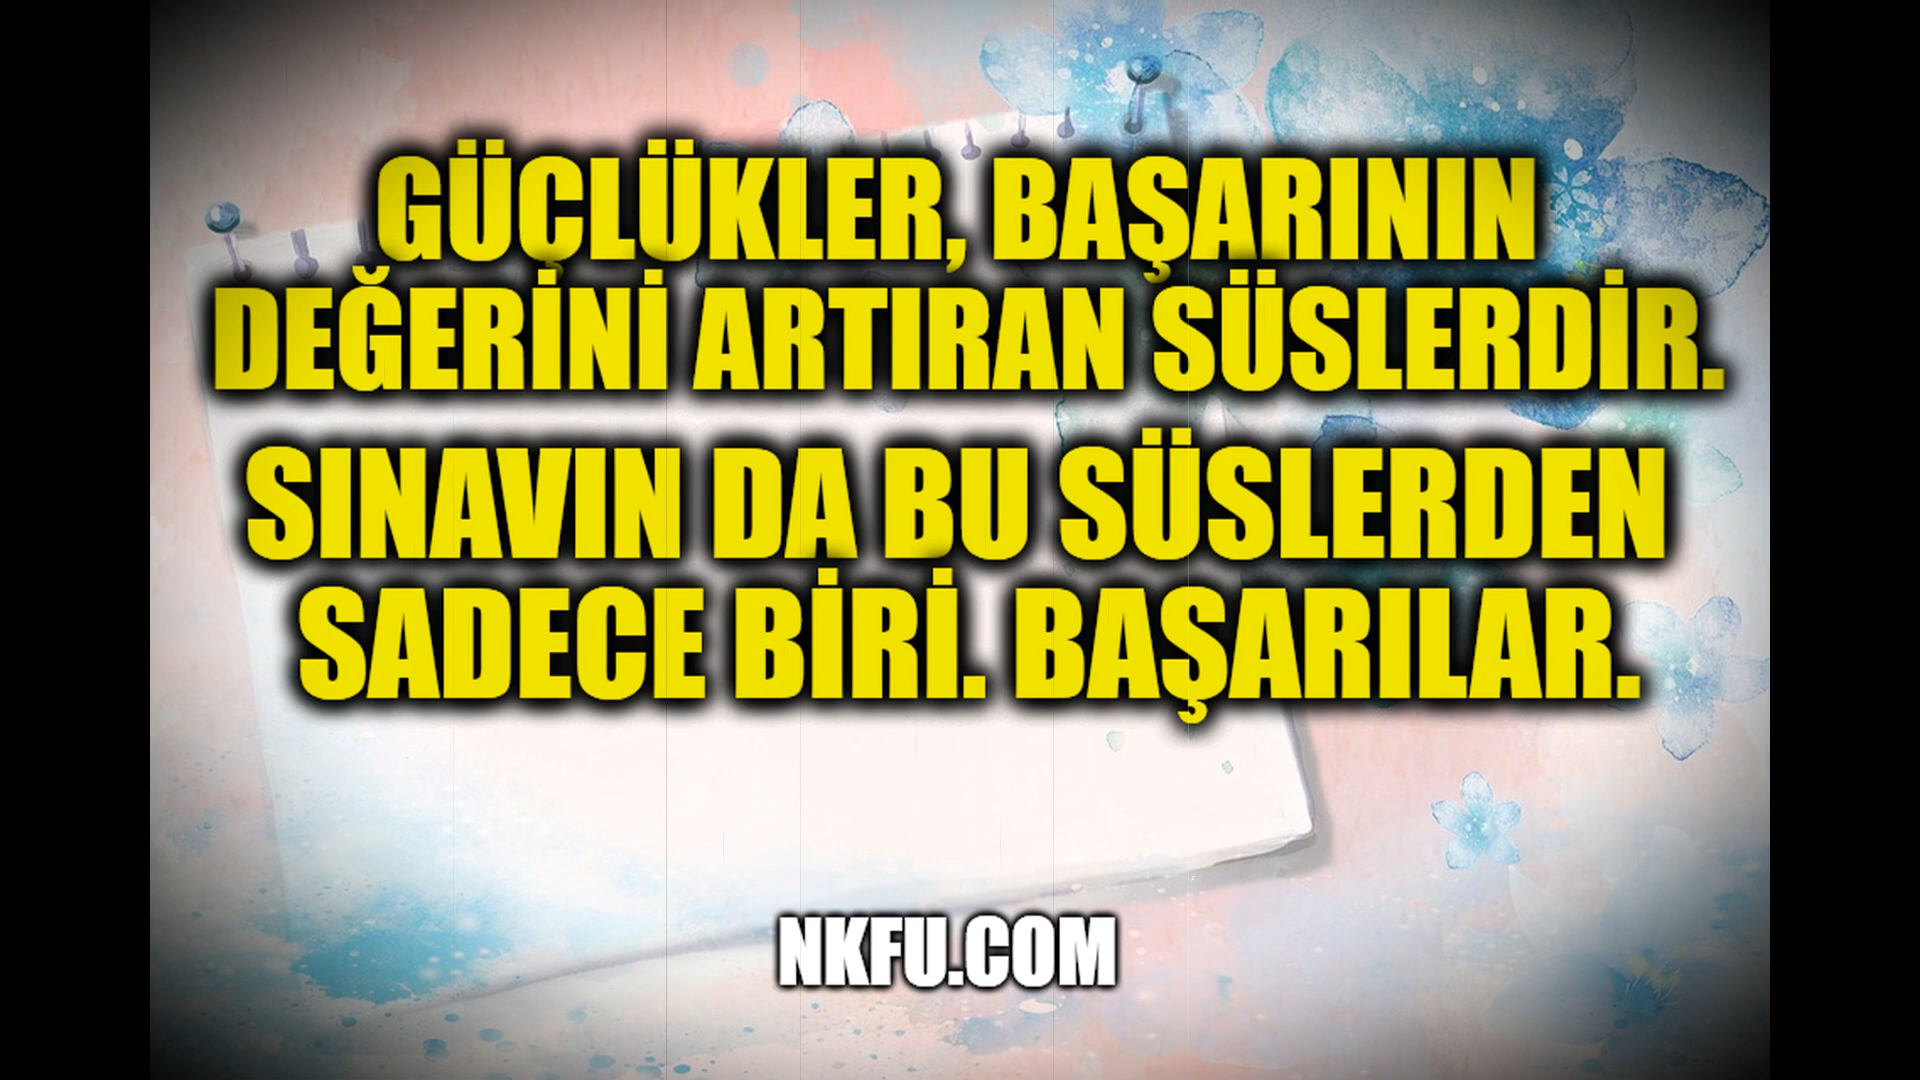 GÜÇLÜKLER, BAŞARININ
DEĞERİNİ ARTIRAN SÜSLERDİR.
SINAVIN DA BU SÜSLERDEN
SADECE BİRİ. BAŞARILAR.
NKFU.COM